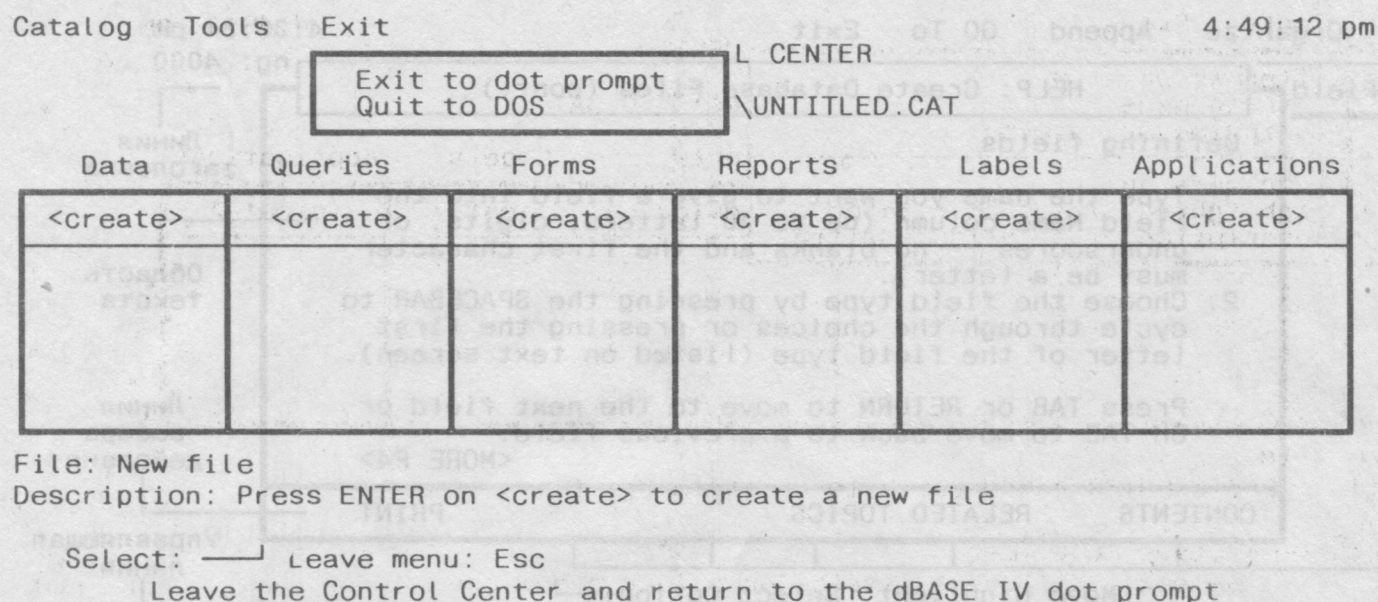 Catalog Tools Exit 4:49:12 pm
L CENTER
Exit to dot prompt
Quit to DOS \UNTITLED.CAT
Data Queries Forms Reports Labels Applications
<create> <create> <create> <create> <create> <create>
File: New file
Description: Press ENTER on <create> to create a new file
Select: Leave menu: Esc
Leave the Control Center and return to the dBASE IV dot prompt